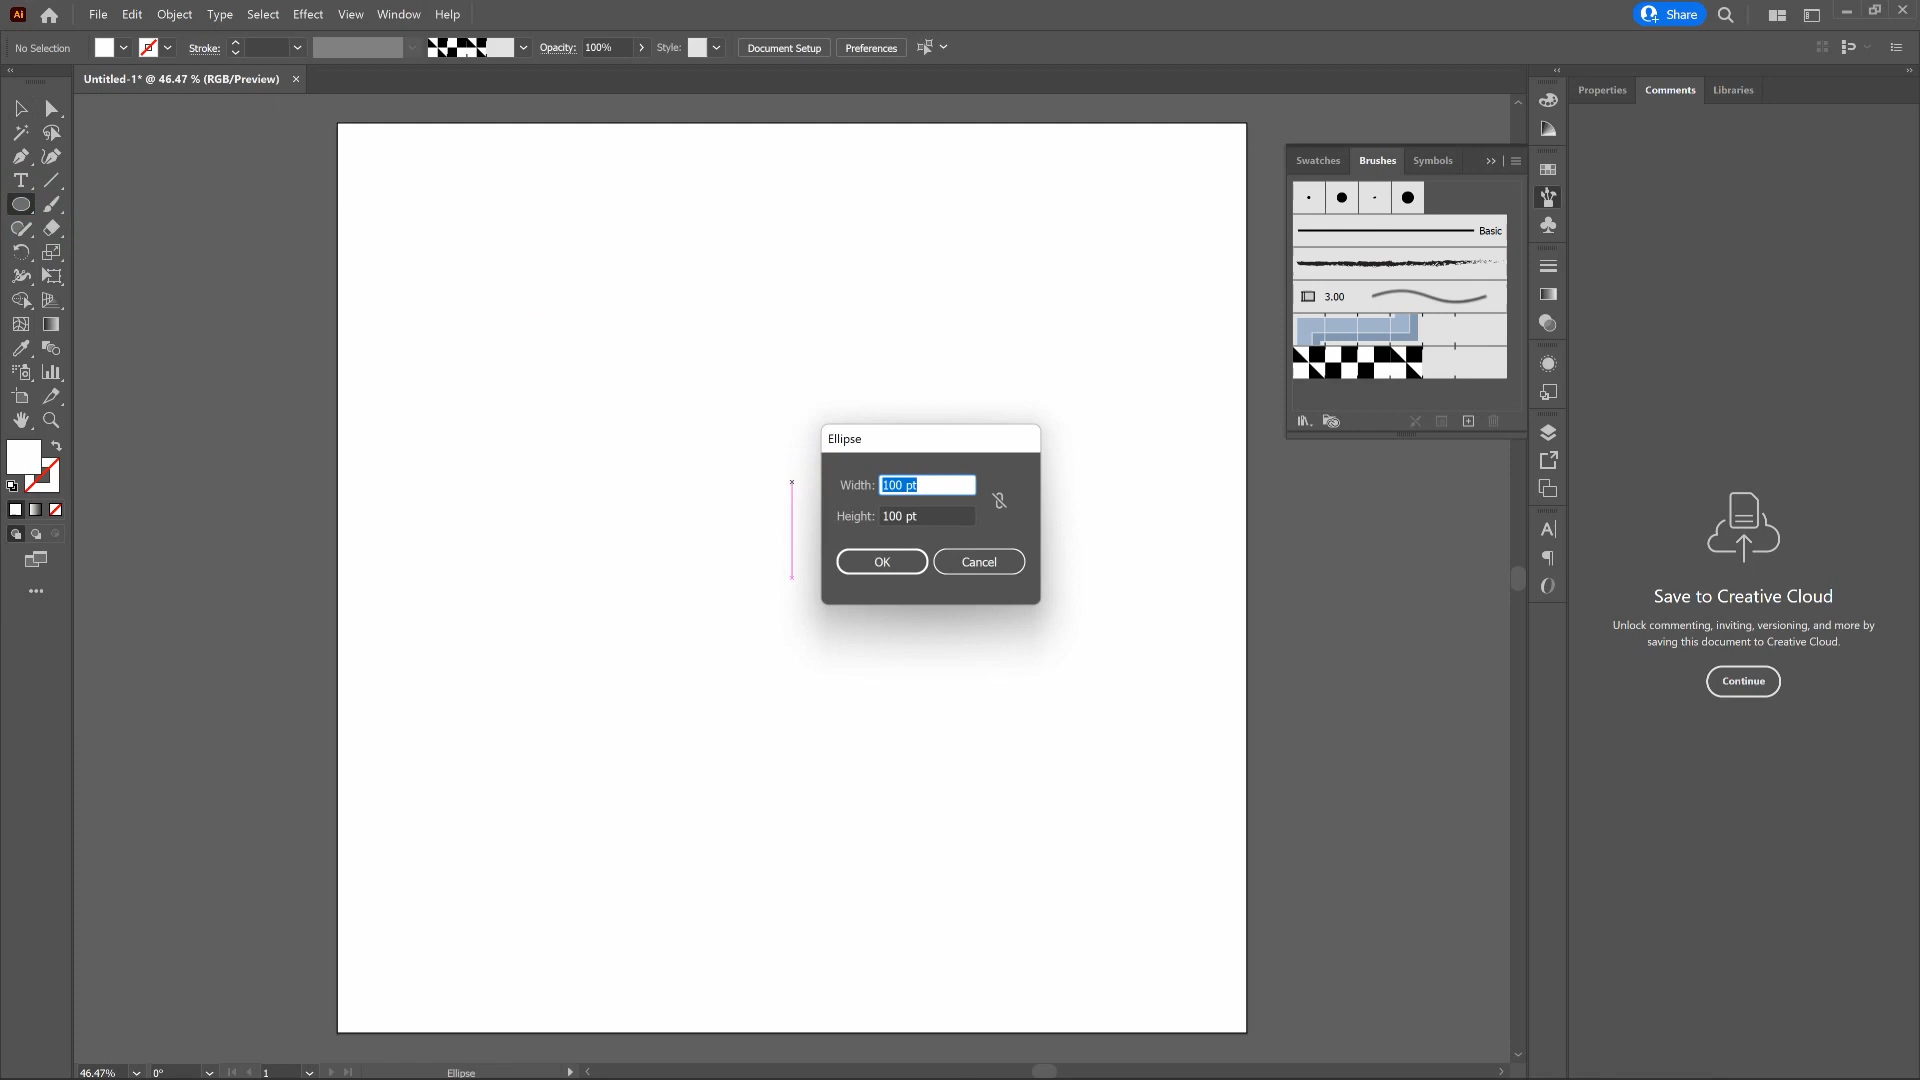 Ai File Edit Object Type Select Effect View Window Help Share
No Selection Stroke: Opacity: 100% Style: Document Setup Preferences
Untitled-1* @ 46.47 % (RGB/Preview) ×
Properties Comments Libraries
Swatches Brushes Symbols
Basic
3.00
Ellipse
Width: 100 pt
Height: 100 pt
OK Cancel
Save to Creative Cloud
Unlock commenting, inviting, versioning, and more by
saving this document to Creative Cloud.
Continue
46.47% 0° 1 Ellipse